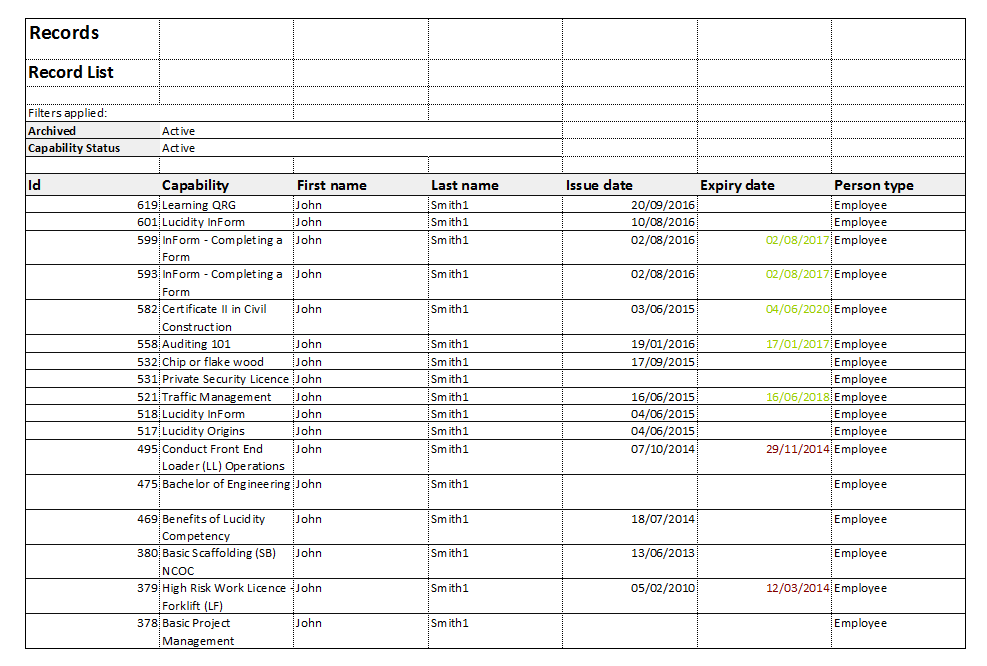 Records
Record List
Filters applied:
Archived Active
Capability Status Active
Id Capability First name Last name Issue date Expiry date Person type
619 Learning QRG John Smith1 20/09/2016 Employee
601 Lucidity InForm John Smith1 10/08/2016 Employee
599 InForm - Completing a John Smith1 02/08/2016 02/08/2017 Employee
Form
593 InForm - Completing a John Smith1 02/08/2016 02/08/2017 Employee
Form
582 Certificate II in Civil John Smith1 03/06/2015 04/06/2020 Employee
Construction
558 Auditing 101 John Smith1 19/01/2016 17/01/2017 Employee
532 Chip or flake wood John Smith1 17/09/2015 Employee
531 Private Security Licence John Smith1 Employee
521 Traffic Management John Smith1 16/06/2015 16/06/2018 Employee
518 Lucidity InForm John Smith1 04/06/2015 Employee
517 Lucidity Origins John Smith1 04/06/2015 Employee
495 Conduct Front End John Smith1 07/10/2014 29/11/2014 Employee
Loader (LL) Operations
475 Bachelor of Engineering John Smith1 Employee
469 Benefits of Lucidity John Smith1 18/07/2014 Employee
Competency
380 Basic Scaffolding (SB) John Smith1 13/06/2013 Employee
NCOC
379 High Risk Work Licence - John Smith1 05/02/2010 12/03/2014 Employee
Forklift (LF)
378 Basic Project John Smith1 Employee
Management